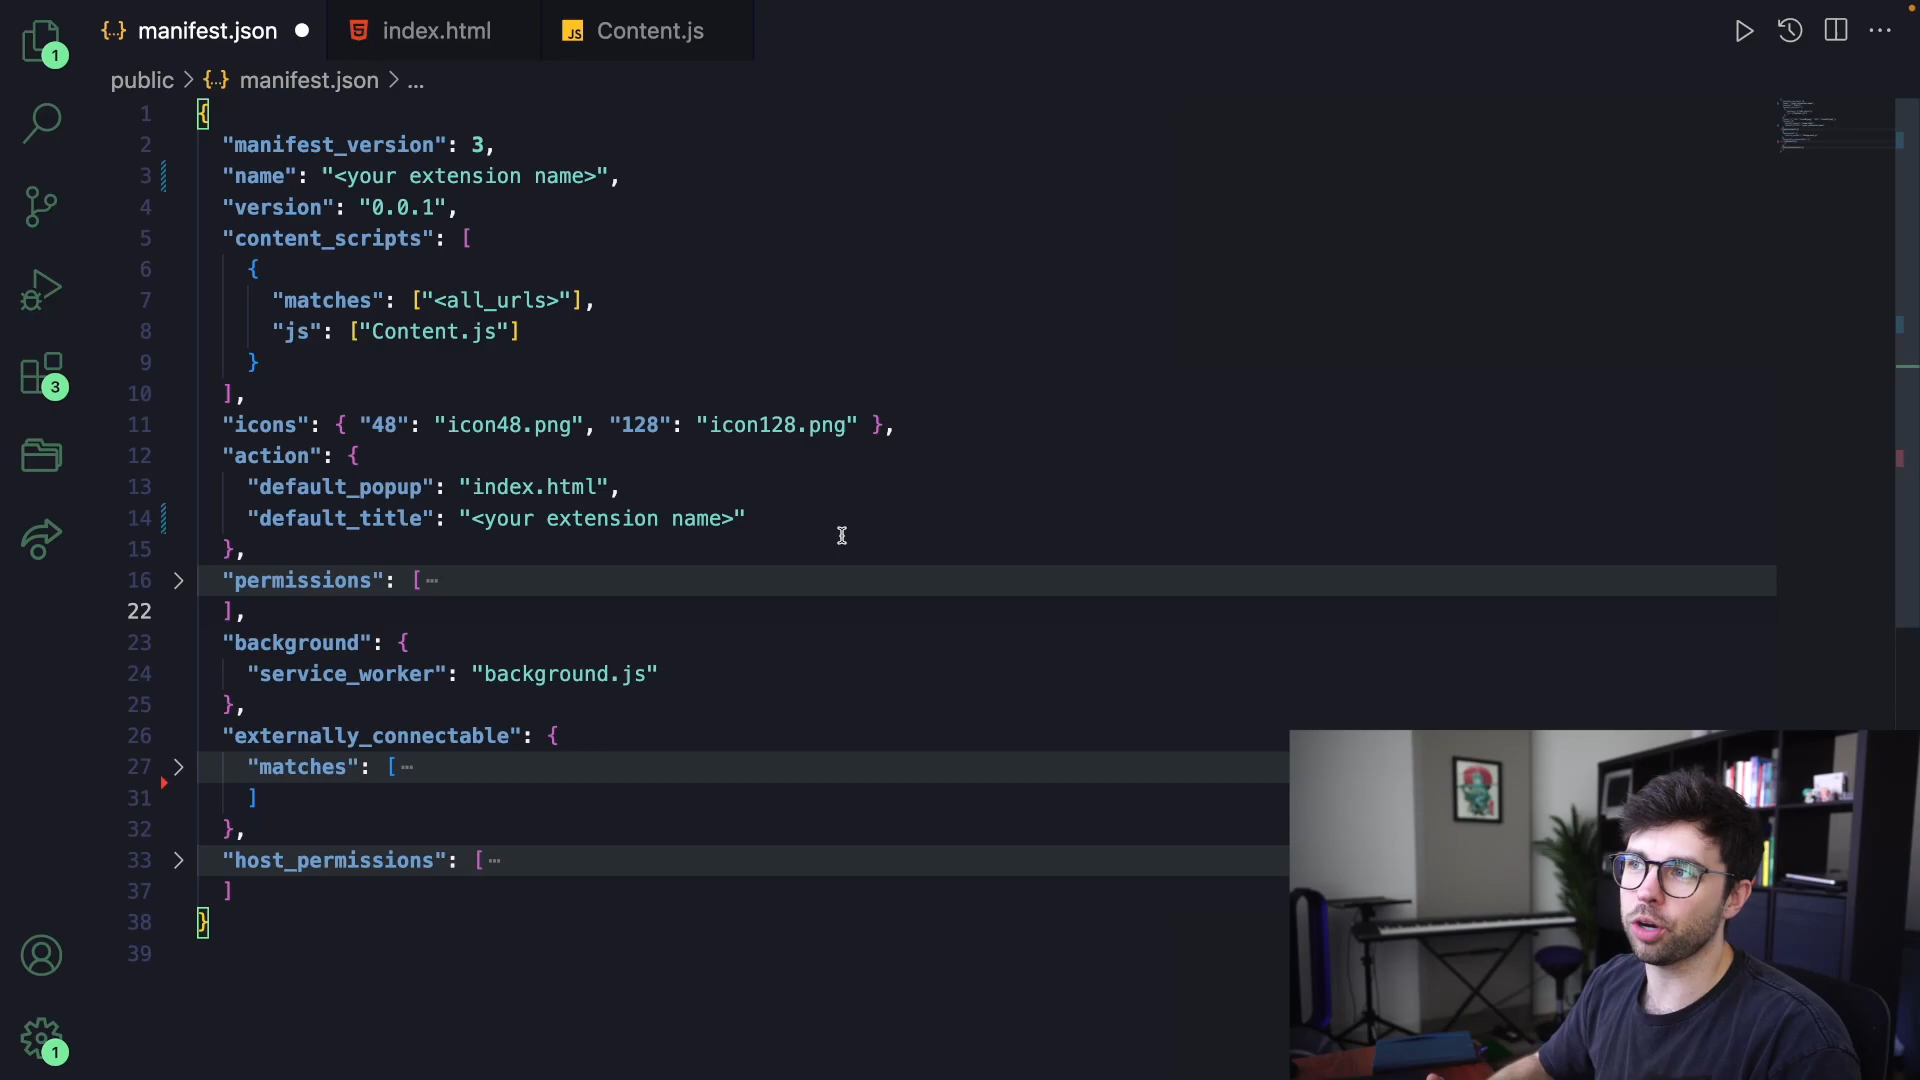 manifest.json
index.html
JS Content.js
1
public > {..} manifest.json > ...
1 {
2 "manifest_version": 3,
3 "name": "<your extension name>",
4 "version": "0.0.1",
5 "content_scripts": [
6 {
7 "matches": ["<all_urls>"],
8 "js": ["Content.js"]
9 }
10 ],
11 "icons": { "48": "icon48.png", "128": "icon128.png" },
12 "action": {
13 "default_popup": "index.html",
14 "default_title": "<your extension name>"
15 },
16 "permissions": [ ⋯
22 ],
23 "background": {
24 "service_worker": "background.js"
25 },
26 "externally_connectable": {
27 "matches": [ ⋯
31 ]
32 },
33 "host_permissions": [ ⋯
37 ]
38 }
39
3
1